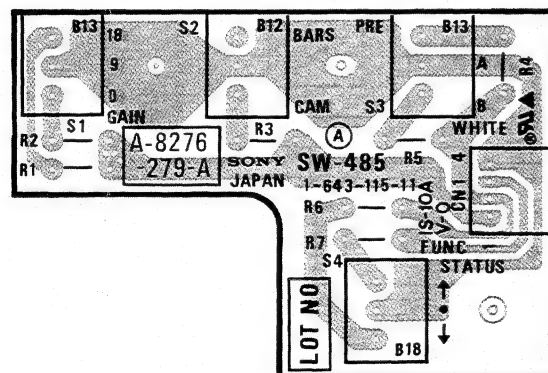 B13
S2
B12
BARS
PRE
B13
18
9
0
GAIN
A
R4
B
CAM
S3
WHITE
S1
R2
R1
A-8276
-279-A
R3
A
SONY
JAPAN
SW-485
1-643-115-11
R5
4
CN1
1
IS-10A
V-0
R6
R7
FUNC
S4
STATUS
LOT NO
B18